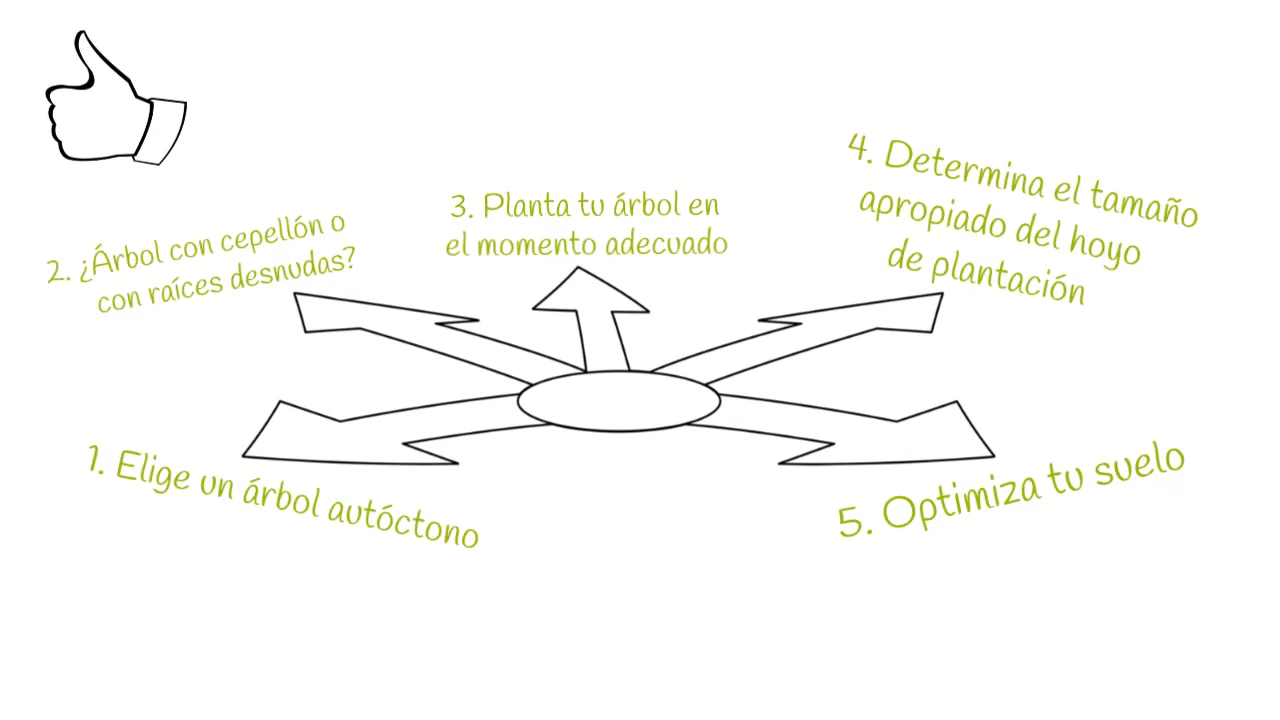 1. Elige un árbol autóctono
2. ¿Árbol con cepellón o
con raíces desnudas?
3. Planta tu árbol en
el momento adecuado
4. Determina el tamaño
apropiado del hoyo
de plantación
5. Optimiza tu suelo